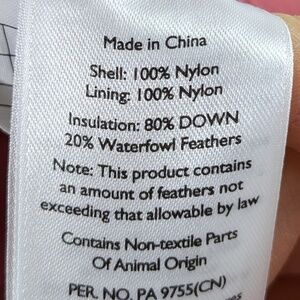 Made in China
Shell: 100% Nylon
Lining: 100% Nylon
Insulation: 80% DOWN
20% Waterfowl Feathers
Note: This product contains
an amount of feathers not
exceeding that allowable by law
Contains Non-textile Parts
Of Animal Origin
PER. NO. PA 9755(CN)